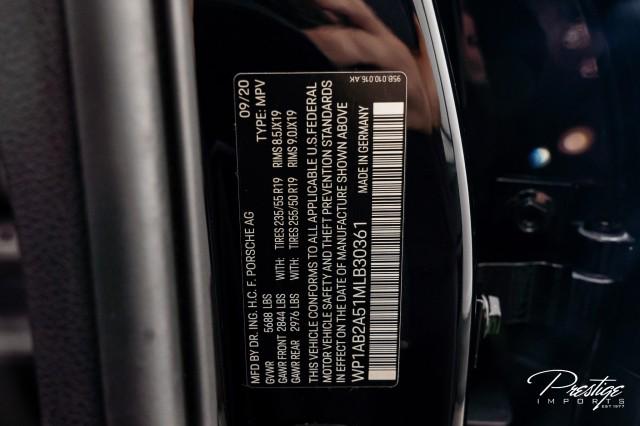 MFD BY DR. ING. H.C. F. PORSCHE AG 09/20
GVWR 5688 LBS TYPE: MPV
GAWR FRONT 2844 LBS WITH: TIRES 235/55 R19 RIMS 8.5JX19
GAWR REAR 2976 LBS WITH: TIRES 255/50 R19 RIMS 9.0JX19
THIS VEHICLE CONFORMS TO ALL APPLICABLE U.S. FEDERAL
MOTOR VEHICLE SAFETY AND THEFT PREVENTION STANDARDS
IN EFFECT ON THE DATE OF MANUFACTURE SHOWN ABOVE
WP1AB2A51MLB30361 MADE IN GERMANY
95B.010.016.AK
Prestige
IMPORTS
EST 1977